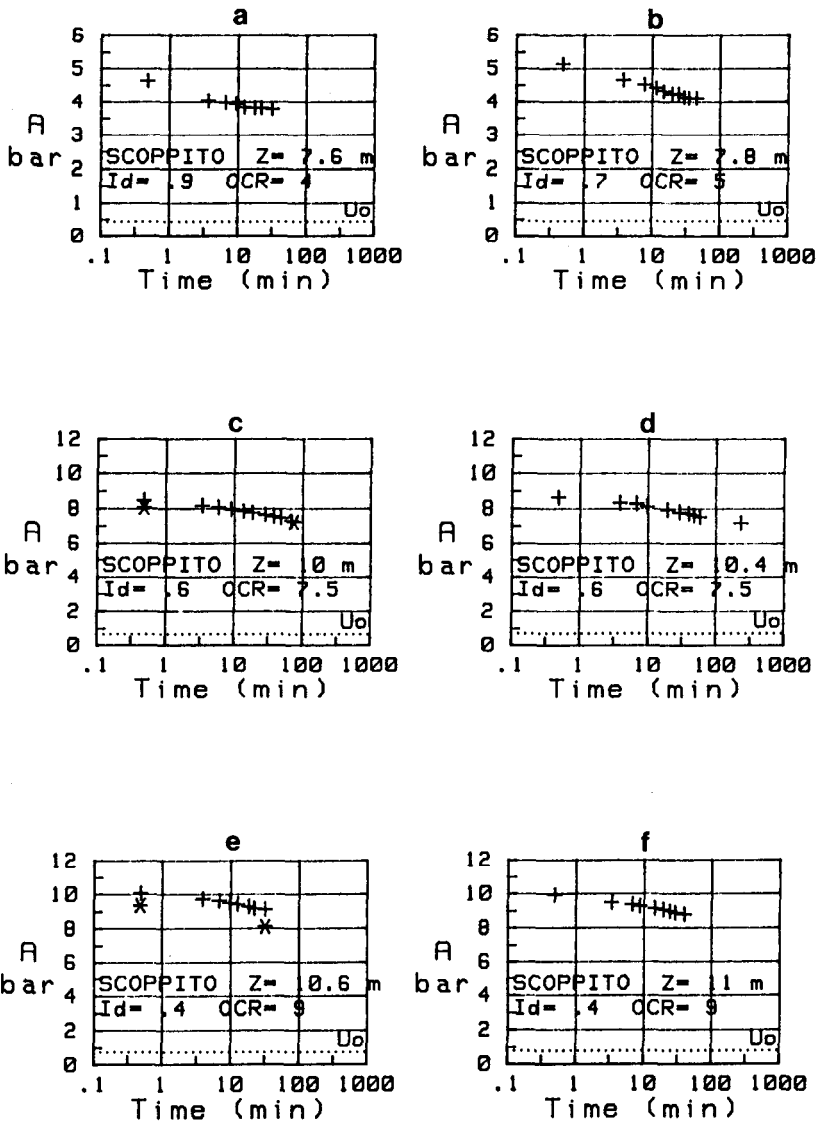 a
6
5
4
3
2
1
0
A
bar
SCOPPITO Z= 7.6 m
Id= .9 OCR= 4
Uo
.1 1 10 100 1000
Time (min)
b
6
5
4
3
2
1
0
A
bar
SCOPPITO Z= 7.8 m
Id= .7 OCR= 5
Uo
.1 1 10 100 1000
Time (min)
c
12
10
8
6
4
2
0
A
bar
SCOPPITO Z= 10 m
Id= .6 OCR= 7.5
Uo
.1 1 10 100 1000
Time (min)
d
12
10
8
6
4
2
0
A
bar
SCOPPITO Z= 10.4 m
Id= .6 OCR= 7.5
Uo
.1 1 10 100 1000
Time (min)
e
12
10
8
6
4
2
0
A
bar
SCOPPITO Z= 10.6 m
Id= .4 OCR= 9
Uo
.1 1 10 100 1000
Time (min)
f
12
10
8
6
4
2
0
A
bar
SCOPPITO Z= 11 m
Id= .4 OCR= 9
Uo
.1 1 10 100 1000
Time (min)